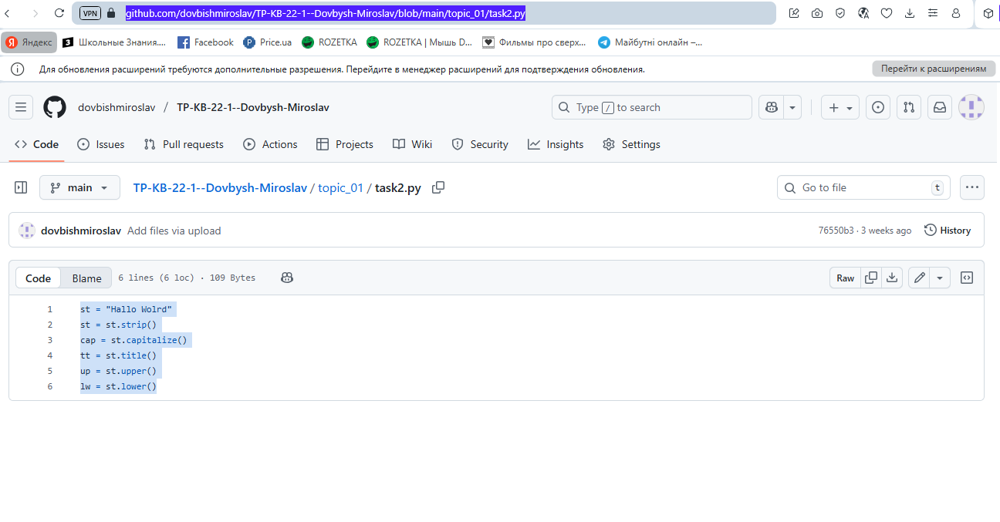 VPN github.com/dovbishmiroslav/TP-KB-22-1--Dovbysh-Miroslav/blob/main/topic_01/task2.py
Я Яндекс 3 Школьные Знания.... Facebook P Price.ua ROZETKA ROZETKA | Мышь D... Фильмы про сверх... Майбутні онлайн –...
Для обновления расширений требуются дополнительные разрешения. Перейдите в менеджер расширений для подтверждения обновления. Перейти к расширениям
dovbishmiroslav / TP-KB-22-1--Dovbysh-Miroslav Type / to search
Code Issues Pull requests Actions Projects Wiki Security Insights Settings
main TP-KB-22-1--Dovbysh-Miroslav / topic_01 / task2.py Go to file t
dovbishmiroslav Add files via upload 76550b3 · 3 weeks ago History
Code Blame 6 lines (6 loc) · 109 Bytes Raw
1 st = "Hallo Wolrd"
2 st = st.strip()
3 cap = st.capitalize()
4 tt = st.title()
5 up = st.upper()
6 lw = st.lower()